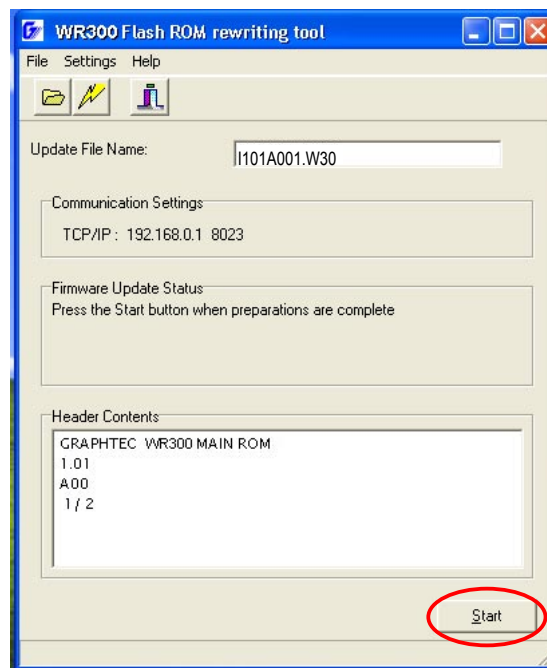 WR300 Flash ROM rewriting tool
File Settings Help
Update File Name: I101A001.W30
Communication Settings
TCP/IP : 192.168.0.1 8023
Firmware Update Status
Press the Start button when preparations are complete
Header Contents
GRAPHTEC WR300 MAIN ROM
1.01
A00
1 / 2
Start